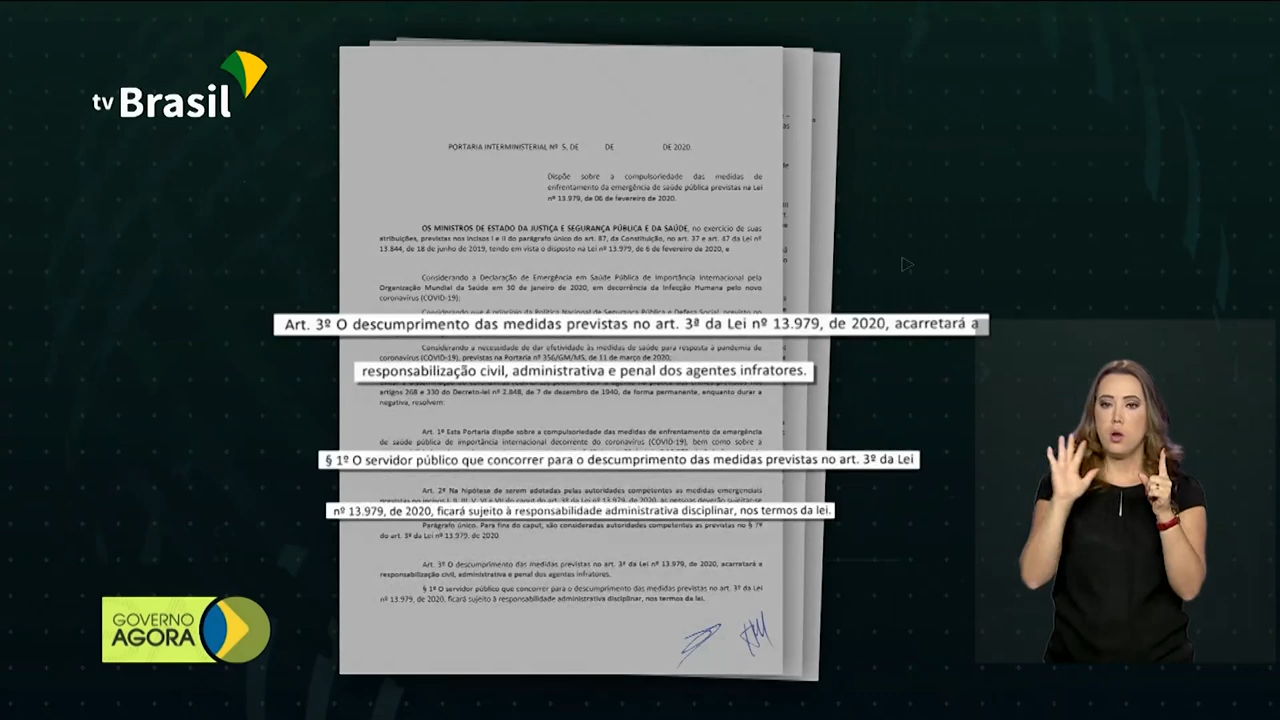 tv Brasil
PORTARIA INTERMINISTERIAL Nº 5, DE DE DE 2020.
Dispõe sobre a compulsoriedade das medidas de
enfrentamento da emergência de saúde pública previstas na Lei
nº 13.979, de 06 de fevereiro de 2020.
OS MINISTROS DE ESTADO DA JUSTIÇA E SEGURANÇA PÚBLICA E DA SAÚDE, no exercício de suas
atribuições, previstas nos incisos I e II do parágrafo único do art. 87, da Constituição, no art. 37 e art. 47 da Lei nº
13.844, de 18 de junho de 2019, tendo em vista o disposto na Lei nº 13.979, de 6 de fevereiro de 2020, e
Considerando a Declaração de Emergência em Saúde Pública de Importância Internacional pela
Organização Mundial da Saúde em 30 de janeiro de 2020, em decorrência da Infecção Humana pelo novo
coronavírus (COVID-19);
Art. 3º O descumprimento das medidas previstas no art. 3º da Lei nº 13.979, de 2020, acarretará a
Considerando a necessidade de dar efetividade às medidas de saúde para resposta à pandemia de
coronavírus (COVID-19), previstas na Portaria nº 356/GM/MS, de 11 de março de 2020;
responsabilização civil, administrativa e penal dos agentes infratores.
artigos 268 e 330 do Decreto-lei nº 2.848, de 7 de dezembro de 1940, de forma permanente, enquanto durar a
negativa, resolvem:
Art. 1º Esta Portaria dispõe sobre a compulsoriedade das medidas de enfrentamento da emergência
de saúde pública de importância internacional decorrente do coronavírus (COVID-19), bem como sobre a
§ 1º O servidor público que concorrer para o descumprimento das medidas previstas no art. 3º da Lei
Art. 2º Na hipótese de serem adotadas pelas autoridades competentes as medidas emergenciais
nº 13.979, de 2020, ficará sujeito à responsabilidade administrativa disciplinar, nos termos da lei.
Parágrafo único. Para fins do caput, são consideradas autoridades competentes as previstas no § 7º
do art. 3º da Lei nº 13.979, de 2020.
Art. 3º O descumprimento das medidas previstas no art. 3º da Lei nº 13.979, de 2020, acarretará a
responsabilização civil, administrativa e penal dos agentes infratores.
§ 1º O servidor público que concorrer para o descumprimento das medidas previstas no art. 3º da Lei
nº 13.979, de 2020, ficará sujeito à responsabilidade administrativa disciplinar, nos termos da lei.
GOVERNO
AGORA